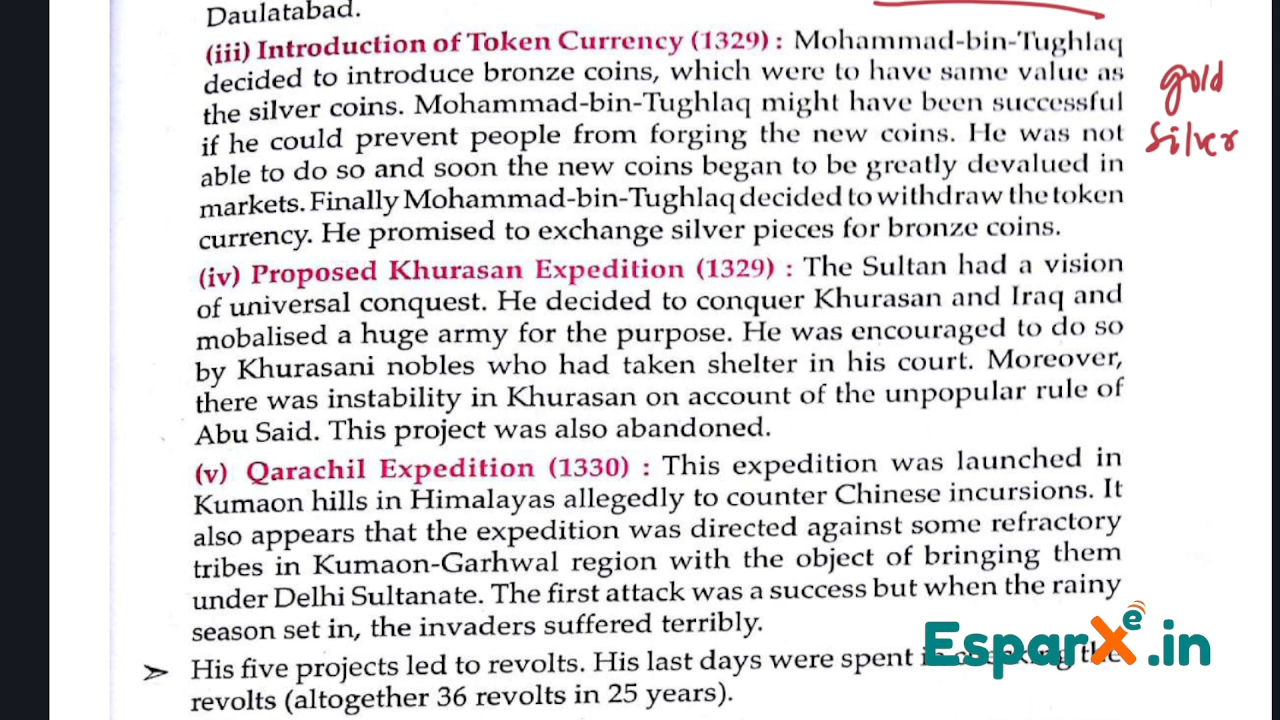 Daulatabad.
(iii) Introduction of Token Currency (1329) : Mohammad-bin-Tughlaq
decided to introduce bronze coins, which were to have same value as
the silver coins. Mohammad-bin-Tughlaq might have been successful
if he could prevent people from forging the new coins. He was not
able to do so and soon the new coins began to be greatly devalued in
markets. Finally Mohammad-bin-Tughlaq decided to withdraw the token
currency. He promised to exchange silver pieces for bronze coins.
gold
silver
(iv) Proposed Khurasan Expedition (1329) : The Sultan had a vision
of universal conquest. He decided to conquer Khurasan and Iraq and
mobalised a huge army for the purpose. He was encouraged to do so
by Khurasani nobles who had taken shelter in his court. Moreover,
there was instability in Khurasan on account of the unpopular rule of
Abu Said. This project was also abandoned.
(v) Qarachil Expedition (1330) : This expedition was launched in
Kumaon hills in Himalayas allegedly to counter Chinese incursions. It
also appears that the expedition was directed against some refractory
tribes in Kumaon-Garhwal region with the object of bringing them
under Delhi Sultanate. The first attack was a success but when the rainy
season set in, the invaders suffered terribly.
➢ His five projects led to revolts. His last days were spent the
revolts (altogether 36 revolts in 25 years).
EsparXe.in